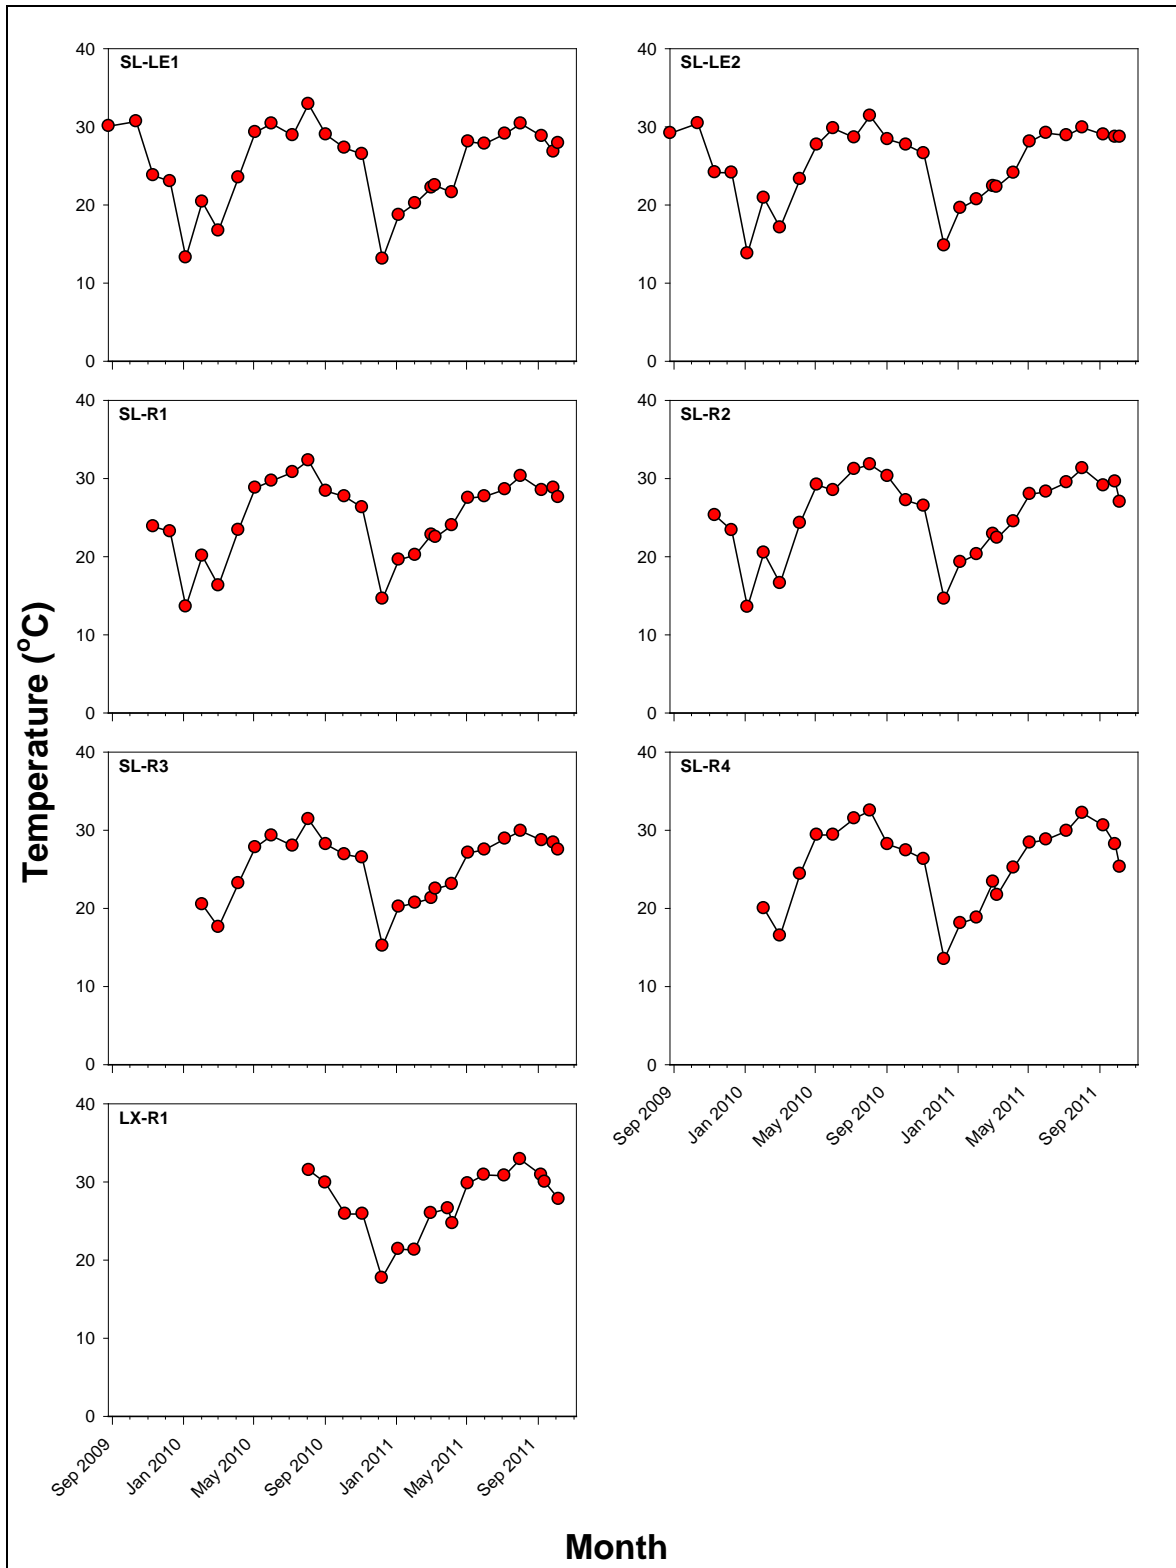 SL-LE1
40
30
20
10
0
SL-LE2
40
30
20
10
0
SL-R1
40
30
20
10
0
SL-R2
40
30
20
10
0
SL-R3
40
30
20
10
0
SL-R4
40
30
20
10
0
Sep 2009
Jan 2010
May 2010
Sep 2010
Jan 2011
May 2011
Sep 2011
LX-R1
40
30
20
10
0
Sep 2009
Jan 2010
May 2010
Sep 2010
Jan 2011
May 2011
Sep 2011
Temperature (°C)
Month